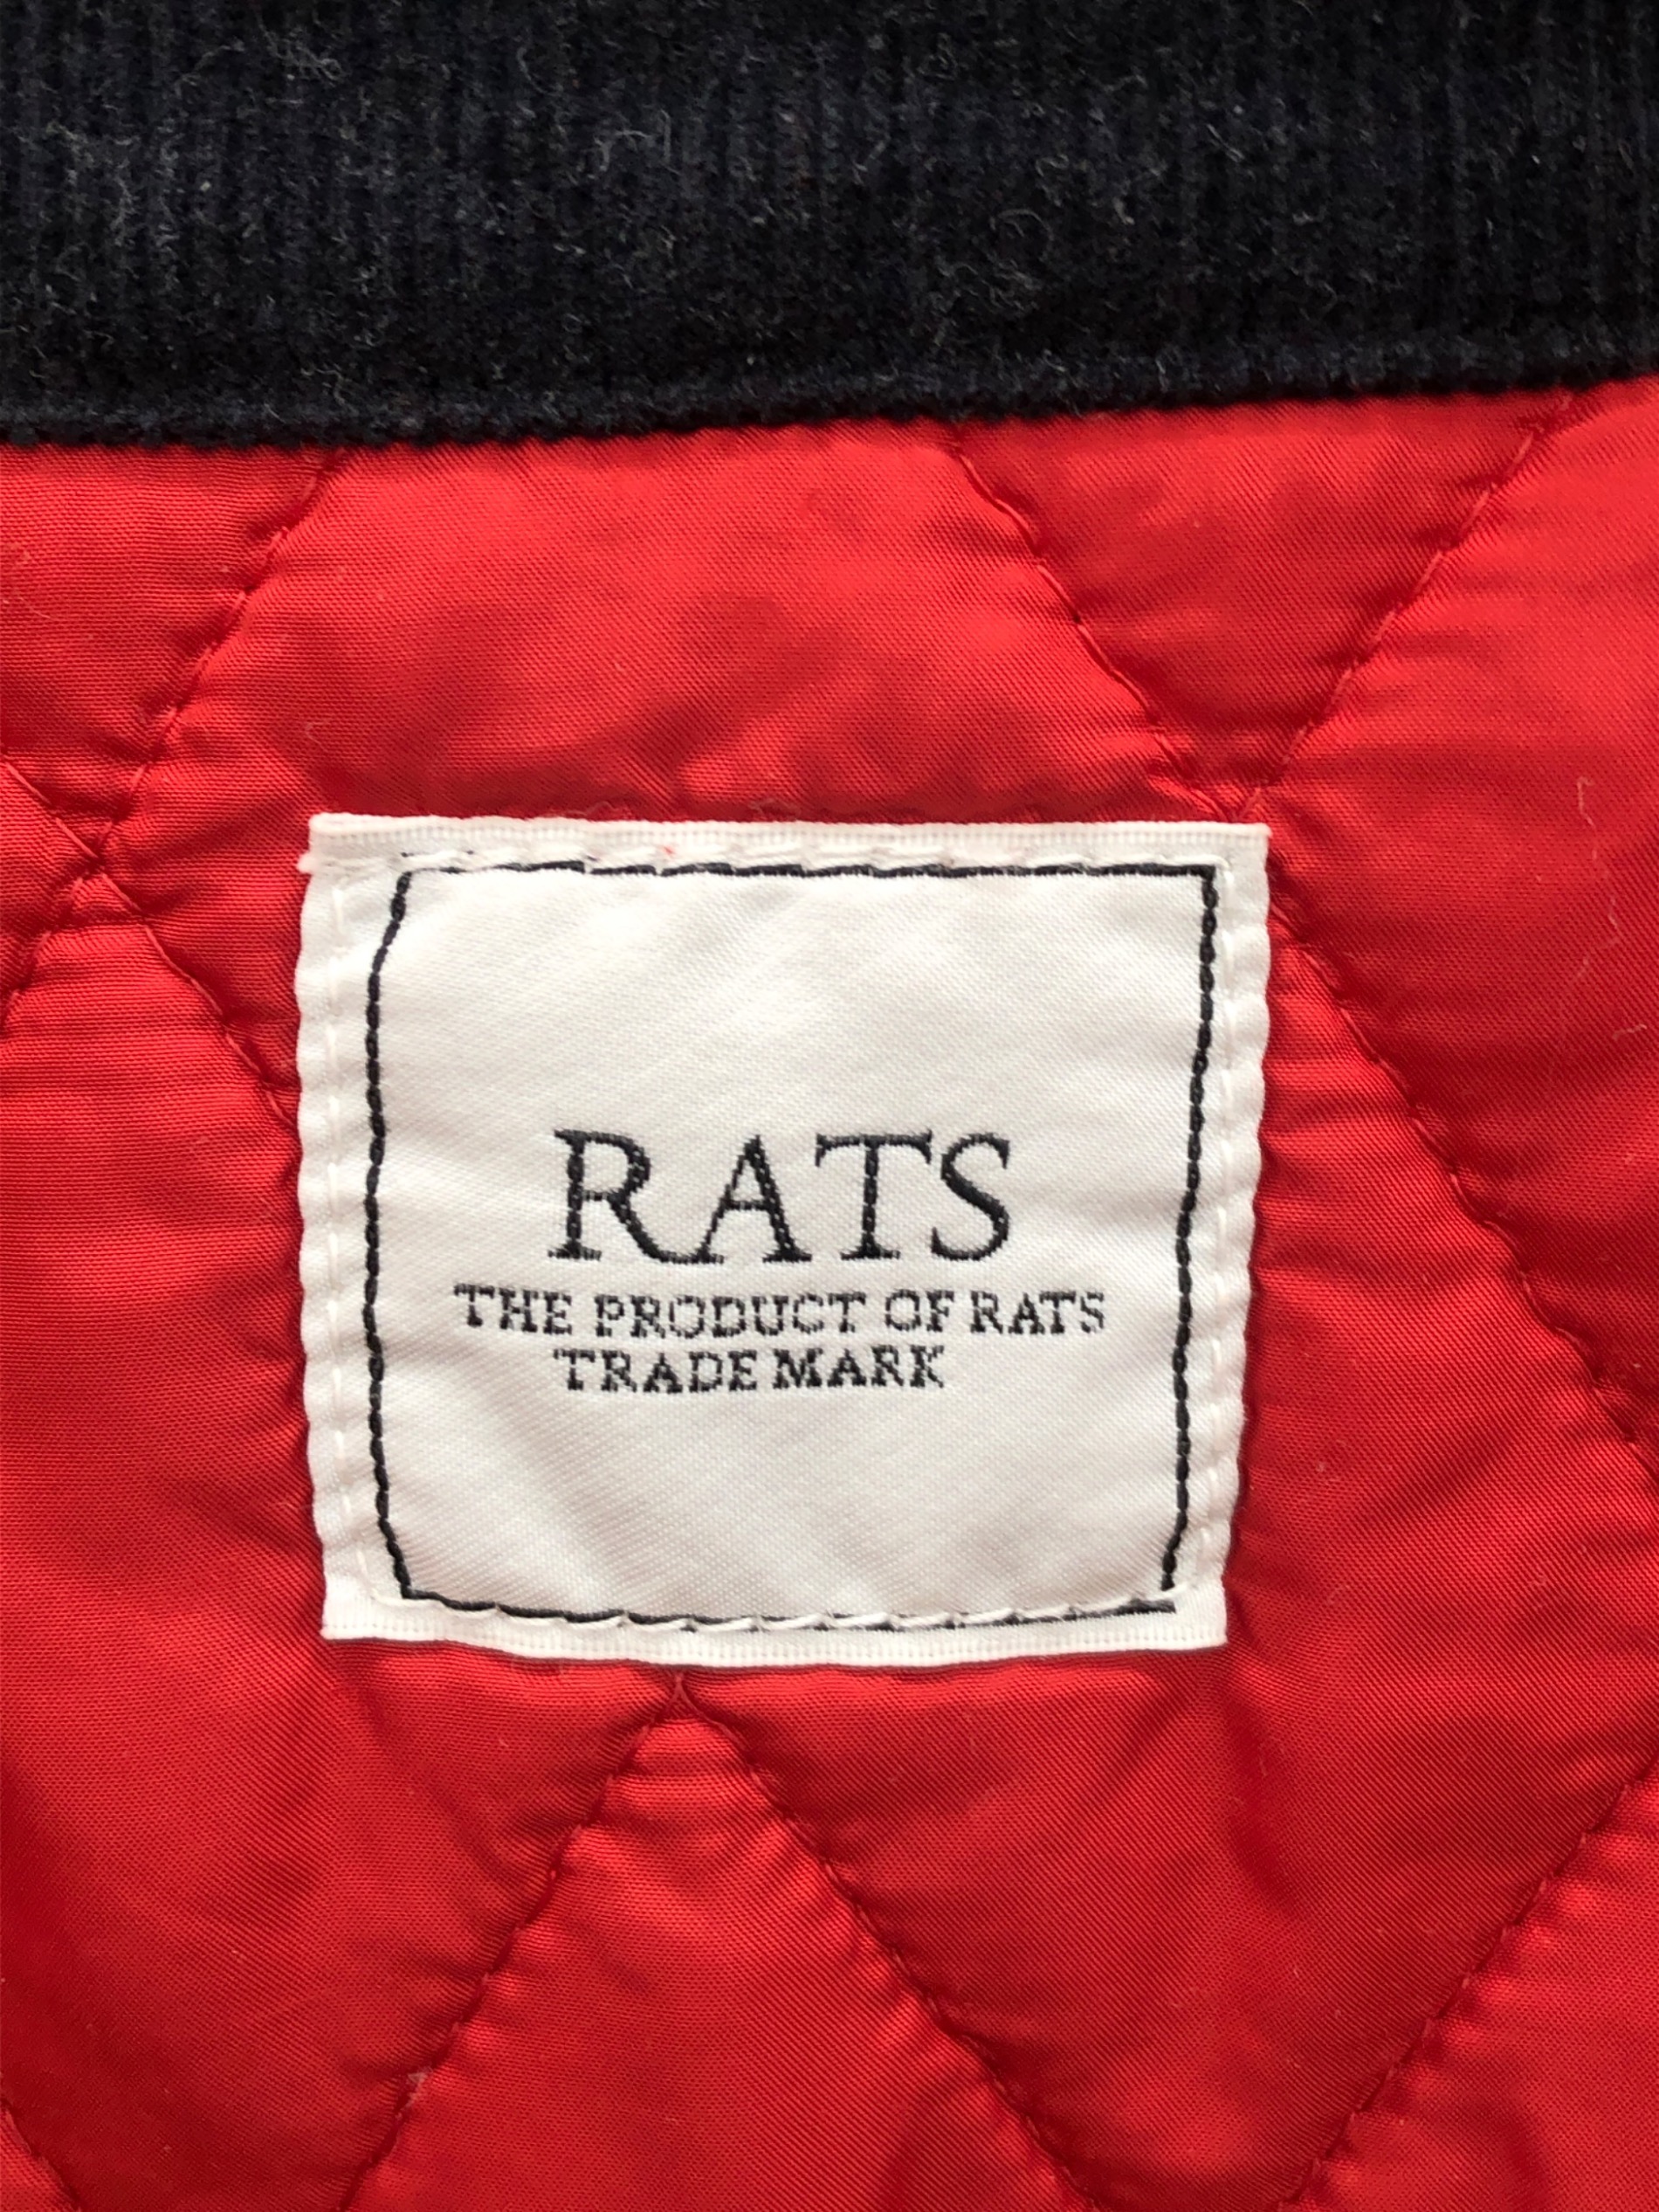 RATS
THE PRODUCT OF RATS
TRADE MARK